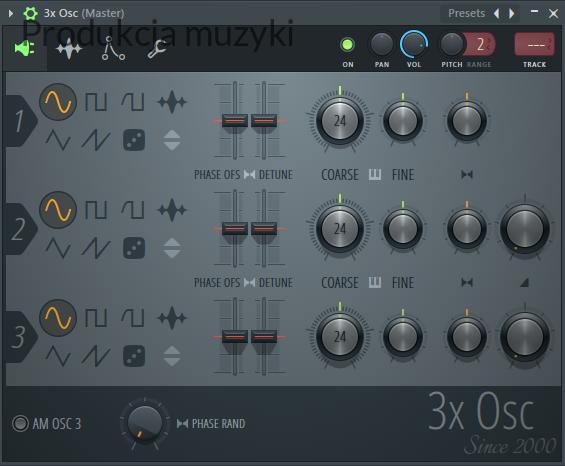 3x Osc (Master)
Presets
Produkcja muzyki
2
---
ON PAN VOL PITCH RANGE TRACK
1
24
PHASE OFS DETUNE COARSE FINE
2
24
PHASE OFS DETUNE COARSE FINE
3
24
AM OSC 3
PHASE RAND
3x Osc
Since 2000